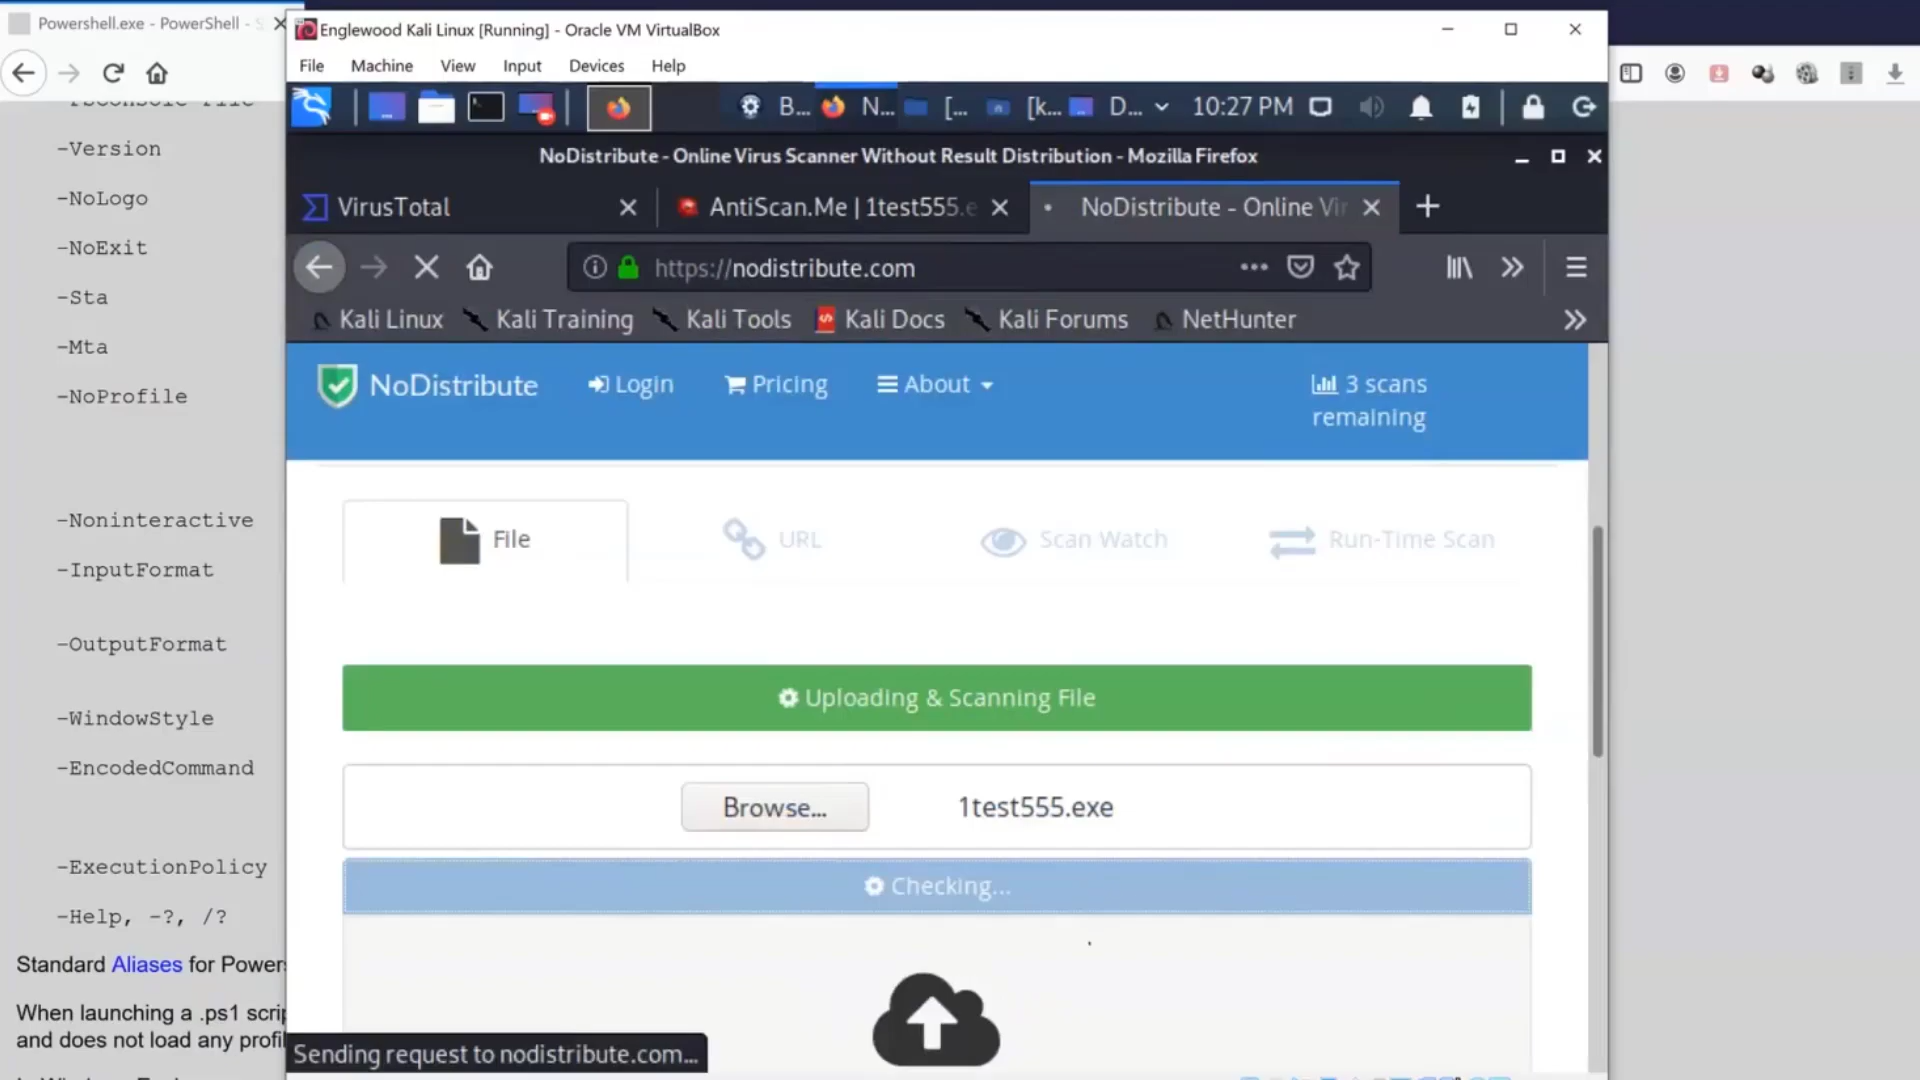 Powershell.exe - PowerShell -
Englewood Kali Linux [Running] - Oracle VM VirtualBox
File Machine View Input Devices Help
B... N... [... [k... D... 10:27 PM
NoDistribute - Online Virus Scanner Without Result Distribution - Mozilla Firefox
VirusTotal AntiScan.Me | 1test555.e NoDistribute - Online Vir
https://nodistribute.com
Kali Linux Kali Training Kali Tools Kali Docs Kali Forums NetHunter
NoDistribute Login Pricing About 3 scans
remaining
File URL Scan Watch Run-Time Scan
Uploading & Scanning File
Browse... 1test555.exe
Checking...
Sending request to nodistribute.com...
-Version
-NoLogo
-NoExit
-Sta
-Mta
-NoProfile
-Noninteractive
-InputFormat
-OutputFormat
-WindowStyle
-EncodedCommand
-ExecutionPolicy
-Help, -?, /?
Standard Aliases for Power
When launching a .ps1 scri
and does not load any profi